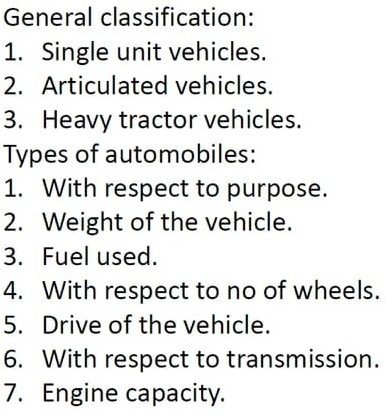 General classification:
1. Single unit vehicles.
2. Articulated vehicles.
3. Heavy tractor vehicles.
Types of automobiles:
1. With respect to purpose.
2. Weight of the vehicle.
3. Fuel used.
4. With respect to no of wheels.
5. Drive of the vehicle.
6. With respect to transmission.
7. Engine capacity.